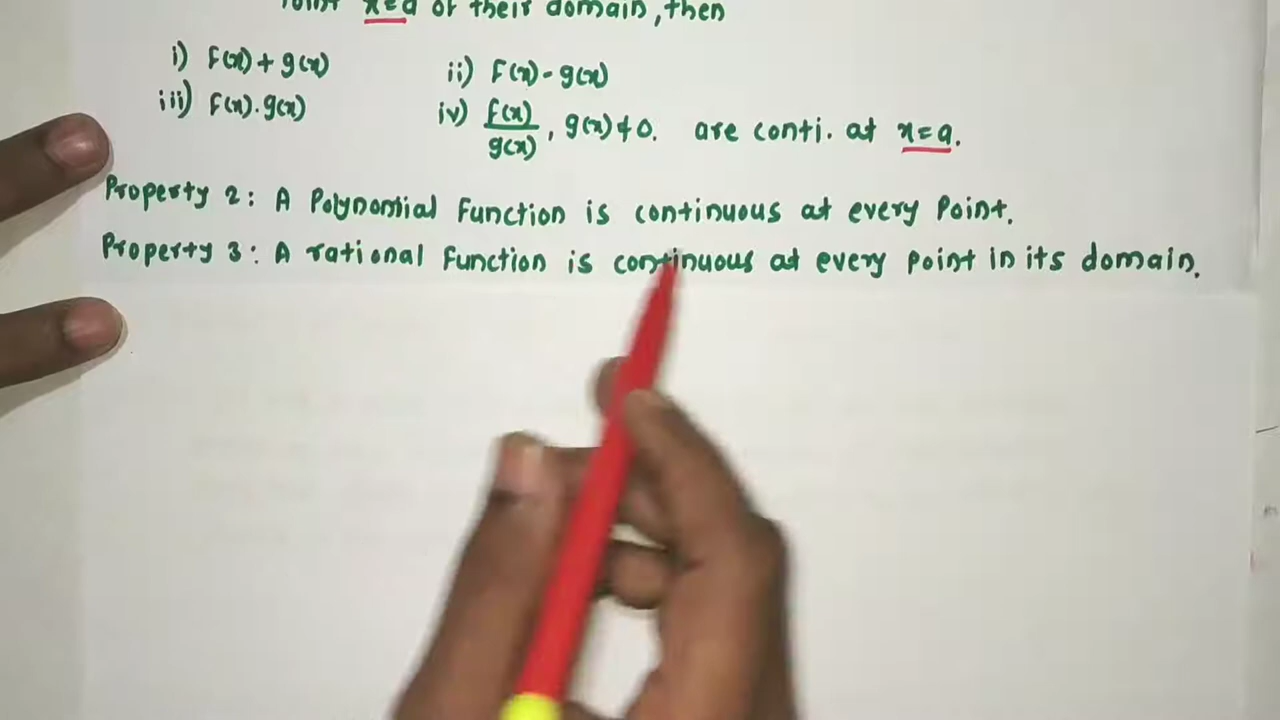 Point x=a of their domain, then
i) F(x) + g(x) ii) F(x) - g(x)
iii) F(x). g(x) iv) F(x)/g(x), g(x) ≠ 0. are conti. at x=a.
Property 2: A Polynomial Function is continuous at every Point.
Property 3: A rational Function is continuous at every point in its domain.